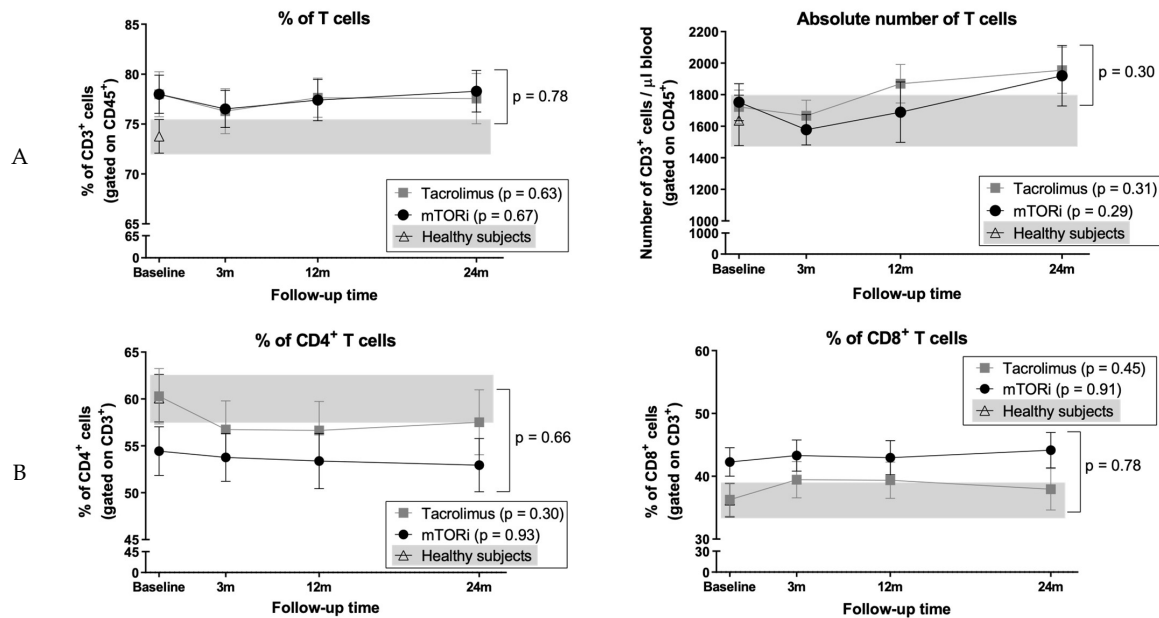 A
% of T cells
% of CD3+ cells
(gated on CD45+)
85
80
75
70
65
65
0
p = 0.78
Tacrolimus (p = 0.63)
mTORi (p = 0.67)
Healthy subjects
Baseline 3m 12m 24m
Follow-up time
Absolute number of T cells
Number of CD3+ cells / µl blood
(gated on CD45+)
2200
2000
1800
1600
1400
1200
1000
1000
0
p = 0.30
Tacrolimus (p = 0.31)
mTORi (p = 0.29)
Healthy subjects
Baseline 3m 12m 24m
Follow-up time
B
% of CD4+ T cells
% of CD4+ cells
(gated on CD3+)
65
60
55
50
45
45
0
p = 0.66
Tacrolimus (p = 0.30)
mTORi (p = 0.93)
Healthy subjects
Baseline 3m 12m 24m
Follow-up time
% of CD8+ T cells
% of CD8+ cells
(gated on CD3+)
60
50
40
30
30
0
Tacrolimus (p = 0.45)
mTORi (p = 0.91)
Healthy subjects
p = 0.78
Baseline 3m 12m 24m
Follow-up time